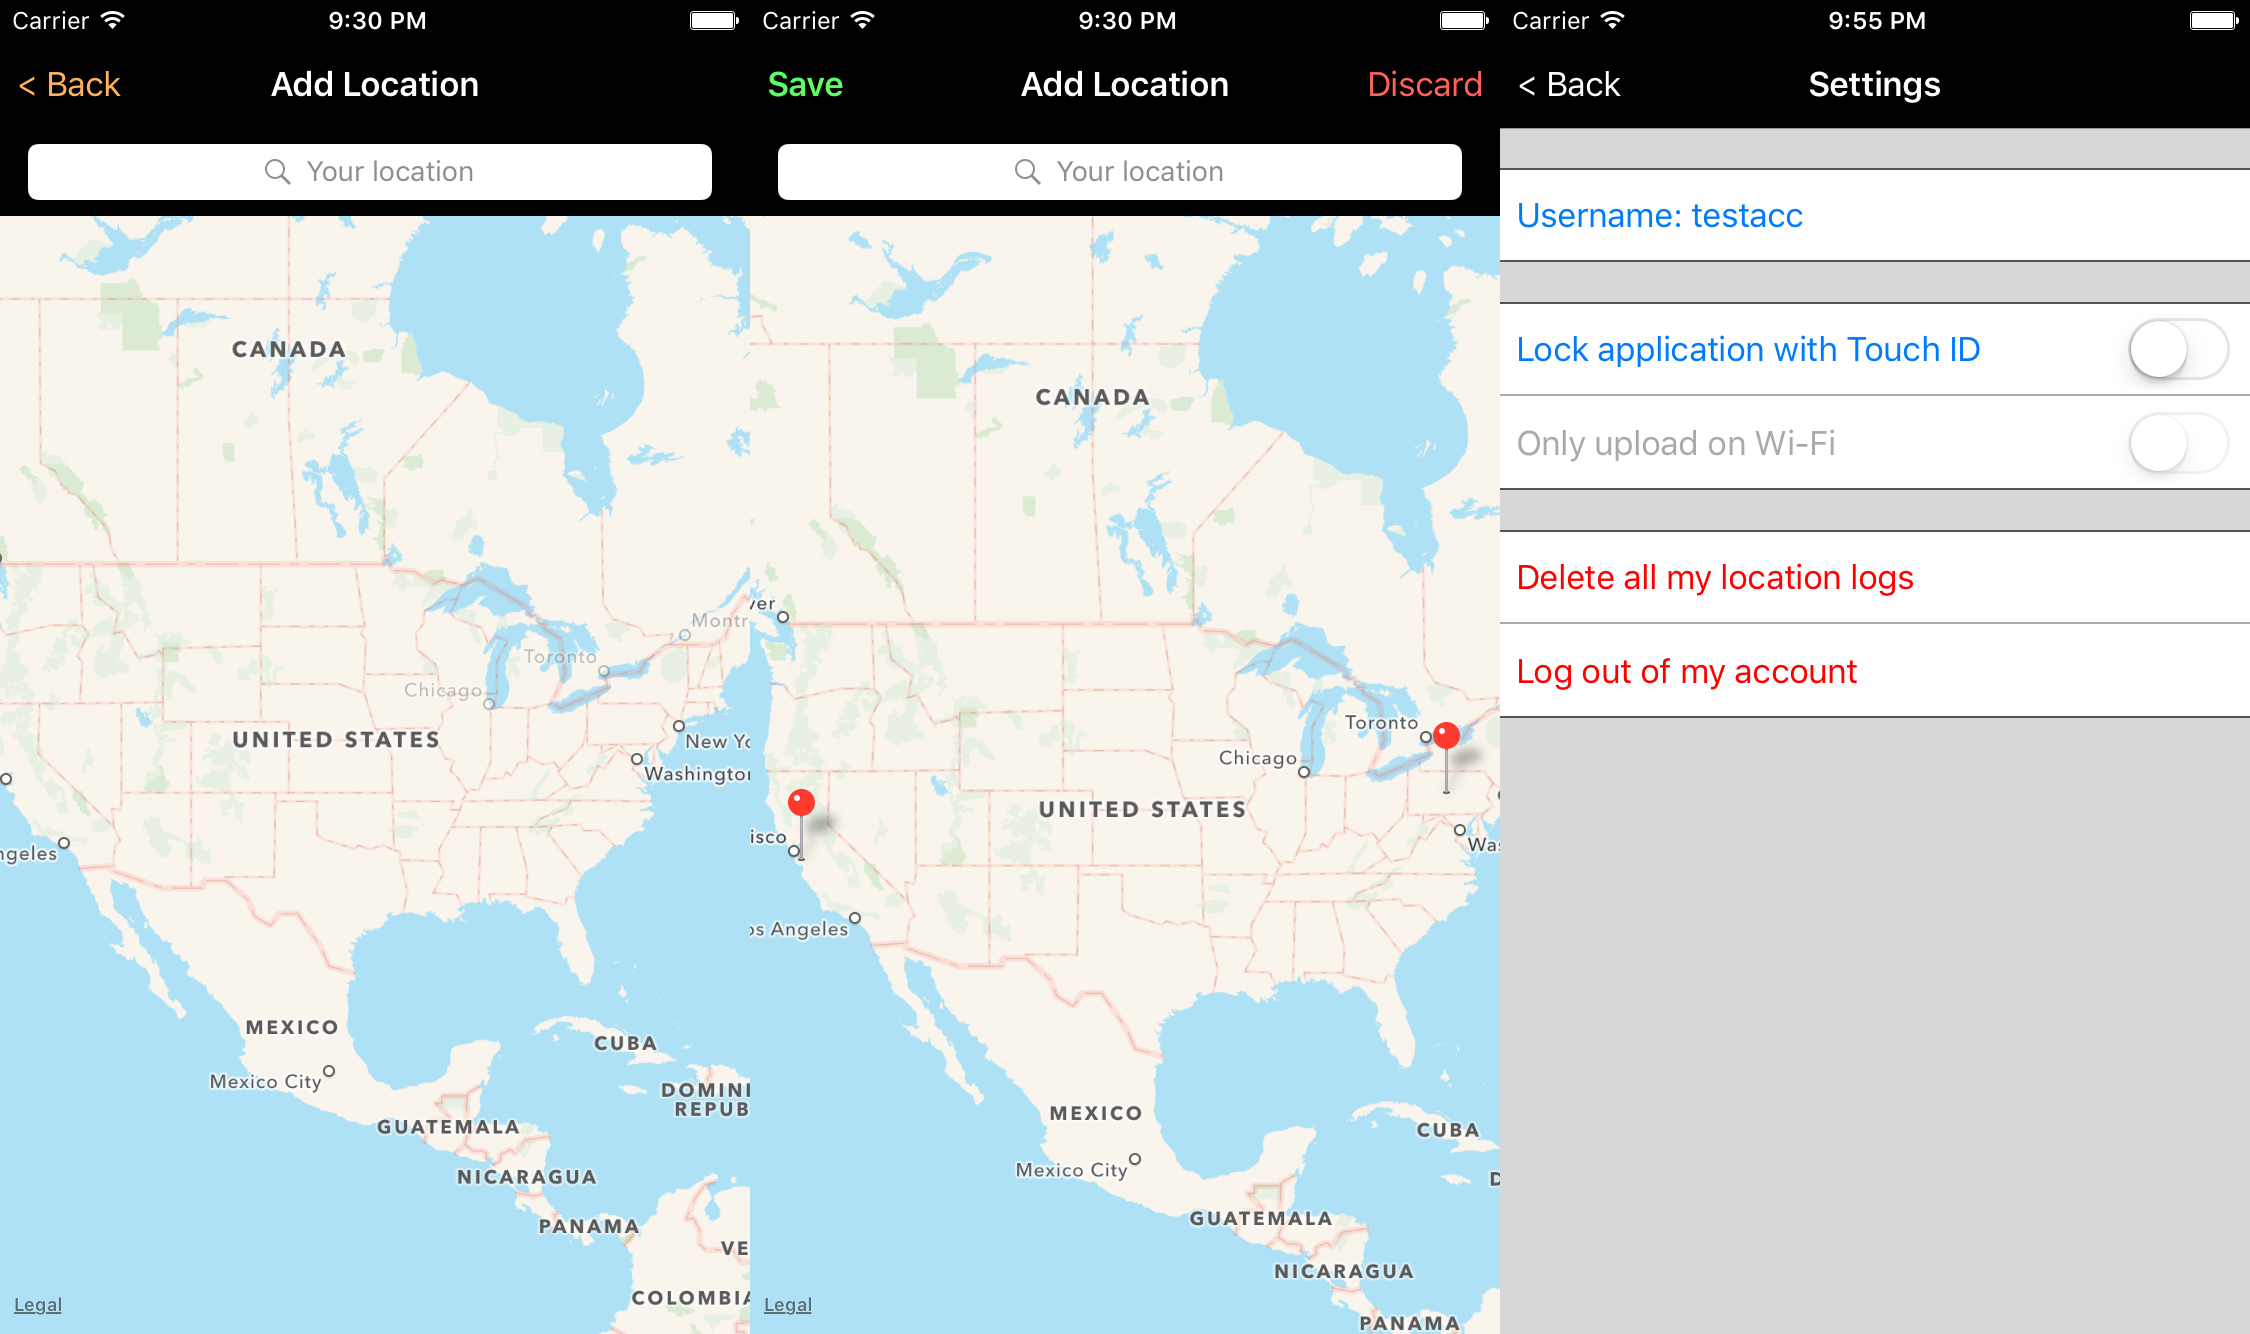 Carrier 9:30 PM
< Back Add Location
Your location
CANADA
Montr
Toronto
Chicago
UNITED STATES
New Yo
Washington
ngeles
MEXICO
CUBA
Mexico City
DOMINI
REPUB
GUATEMALA
NICARAGUA
PANAMA
VE
COLOMBIA
Legal
Carrier 9:30 PM
Save Add Location Discard
Your location
CANADA
ver
Toronto
Chicago
UNITED STATES
isco
Was
os Angeles
MEXICO
CUBA
Mexico City
D
GUATEMALA
NICARAGUA
PANAMA
Legal
Carrier 9:55 PM
< Back Settings
Username: testacc
Lock application with Touch ID
Only upload on Wi-Fi
Delete all my location logs
Log out of my account